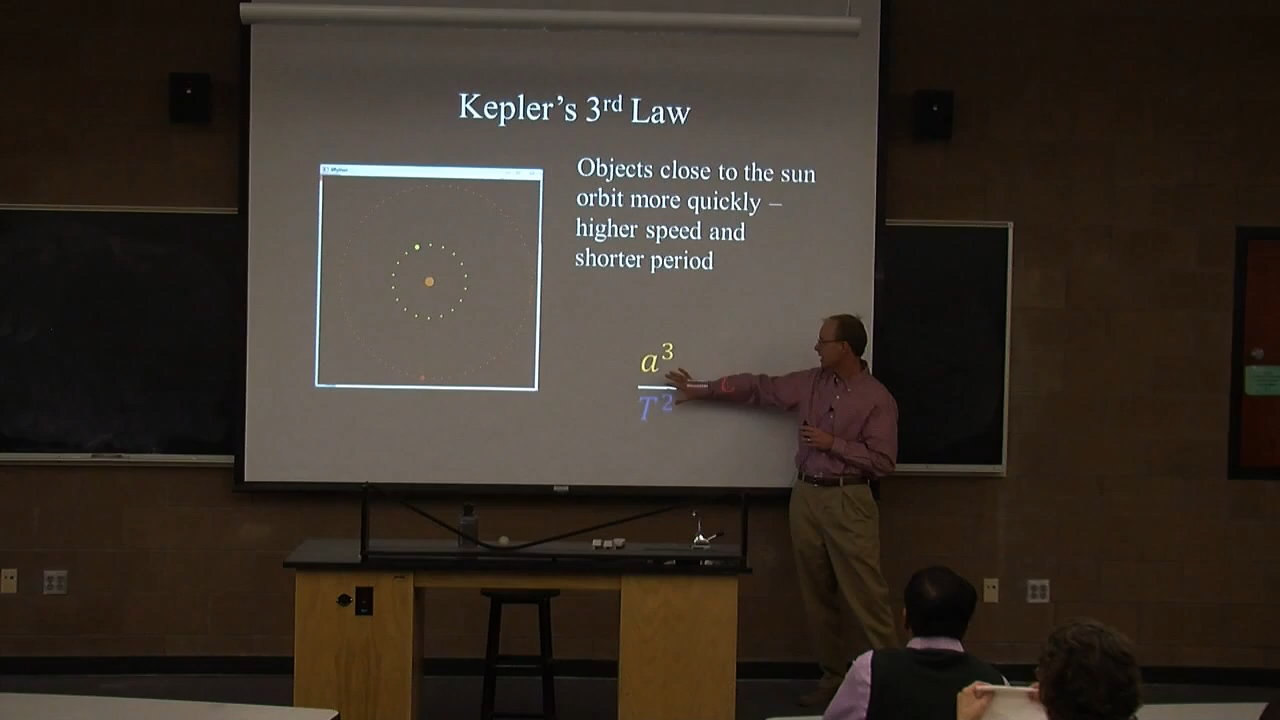 Kepler's 3rd Law
Objects close to the sun
orbit more quickly –
higher speed and
shorter period
a³
T² = C